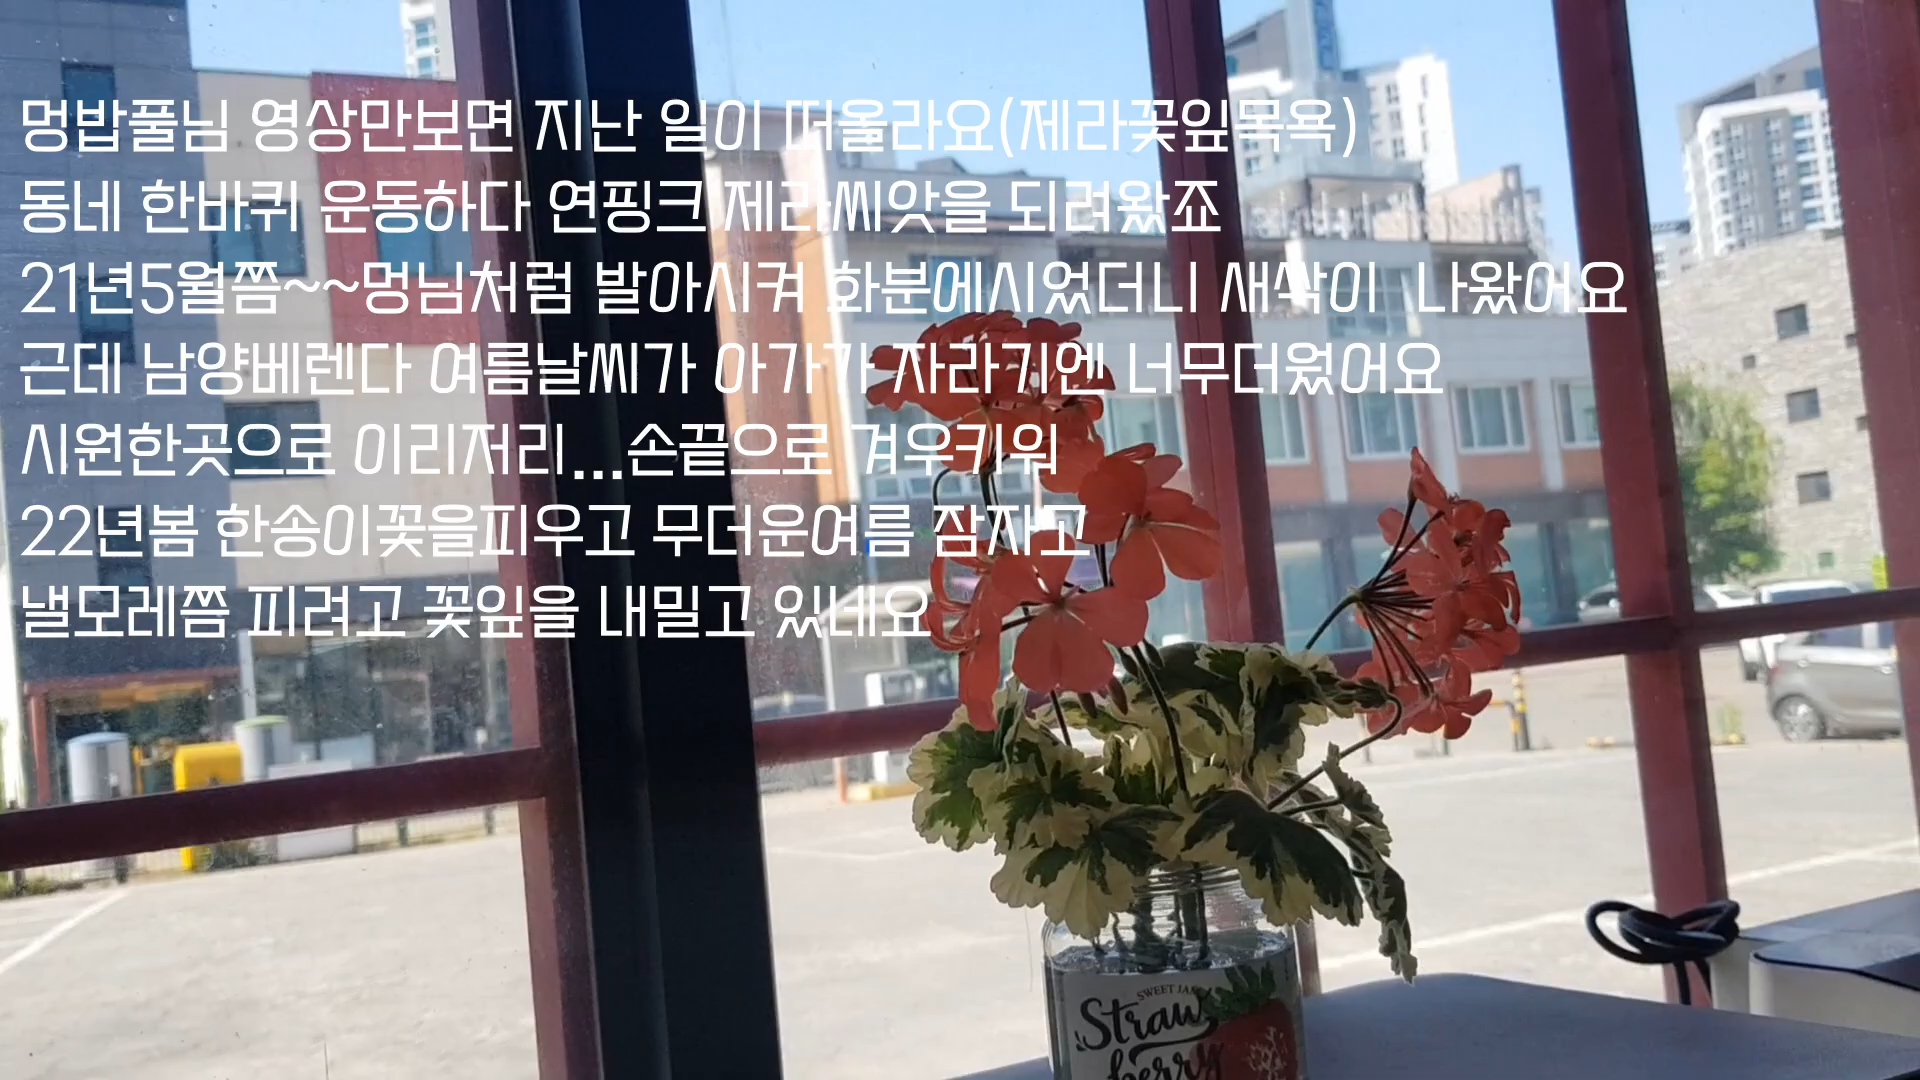 멍밥풀님 영상만보면 지난 일이 떠올라요(제라꽃잎목욕)
동네 한바퀴 운동하다 연핑크 제라씨앗을 되려왔죠
21년5월쯤~~멍님처럼 발아시켜 화분에시었더니 새싹이 나왔어요
근데 남양베렌다 여름날씨가 아가가 자라기엔 너무더웠어요
시원한곳으로 이리저리...손끝으로 겨우키워
22년봄 한송이꽃을피우고 무더운여름 잠자고
낼모레쯤 피려고 꽃잎을 내밀고 있네요
SWEET JAM
Straw
berry